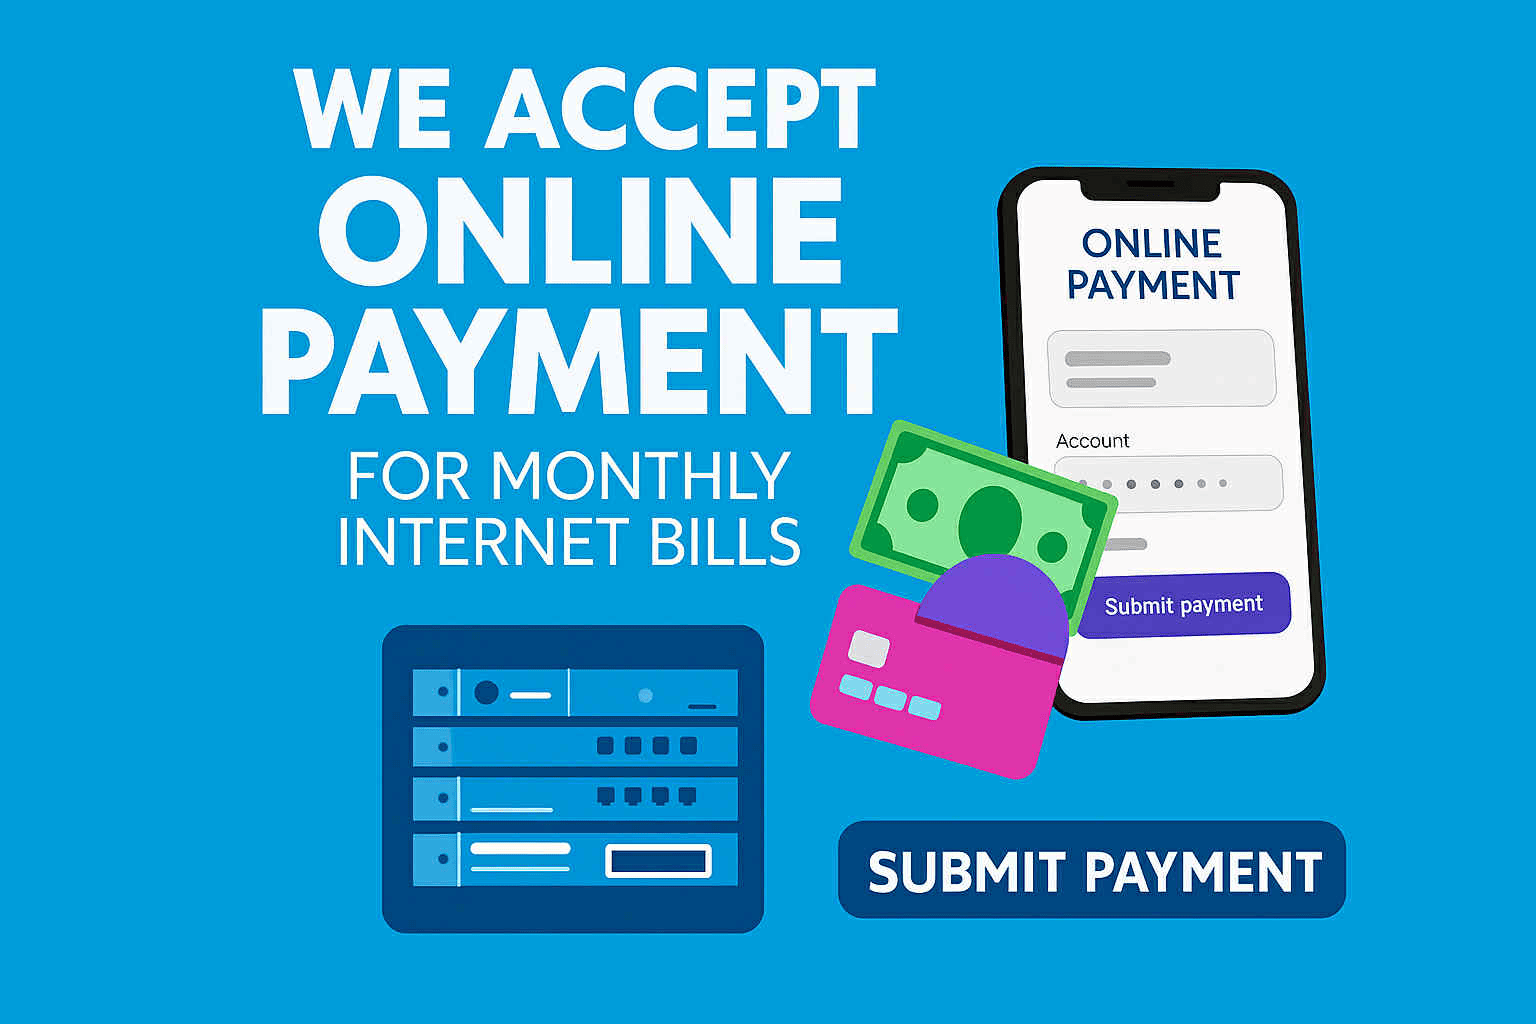 WE ACCEPT
ONLINE
PAYMENT
FOR MONTHLY
INTERNET BILLS
ONLINE
PAYMENT
Account
Submit payment
SUBMIT PAYMENT